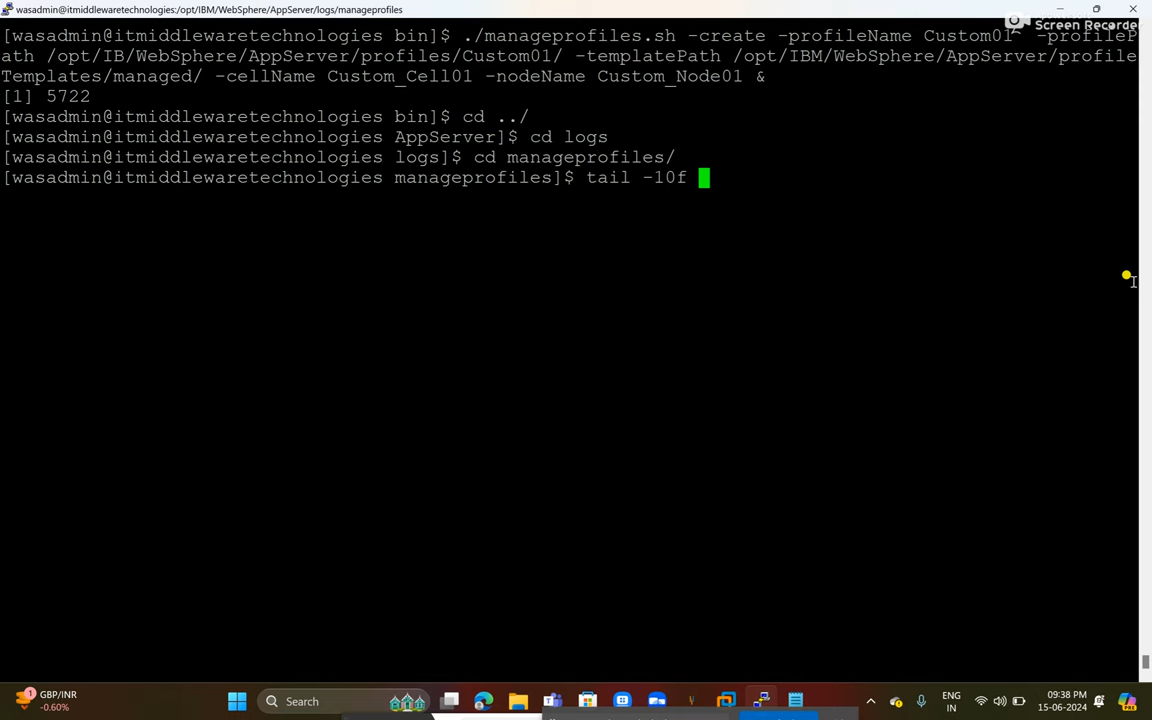 wasadmin@itmiddlewaretechnologies:/opt/IBM/WebSphere/AppServer/logs/manageprofiles
Screen Recorder
[wasadmin@itmiddlewaretechnologies bin]$ ./manageprofiles.sh -create -profileName Custom01 -profileP
ath /opt/IB/WebSphere/AppServer/profiles/Custom01/ -templatePath /opt/IBM/WebSphere/AppServer/profile
Templates/managed/ -cellName Custom_Cell01 -nodeName Custom_Node01 &
[1] 5722
[wasadmin@itmiddlewaretechnologies bin]$ cd ../
[wasadmin@itmiddlewaretechnologies AppServer]$ cd logs
[wasadmin@itmiddlewaretechnologies logs]$ cd manageprofiles/
[wasadmin@itmiddlewaretechnologies manageprofiles]$ tail -10f
1
GBP/INR
-0.60%
Search
ENG
IN
09:38 PM
15-06-2024
PRE